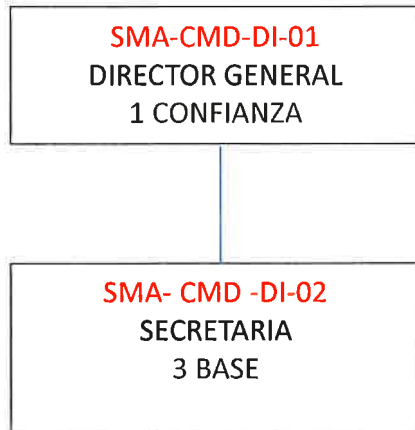 SMA-CMD-DI-01
DIRECTOR GENERAL
1 CONFIANZA
SMA- CMD -DI-02
SECRETARIA
3 BASE